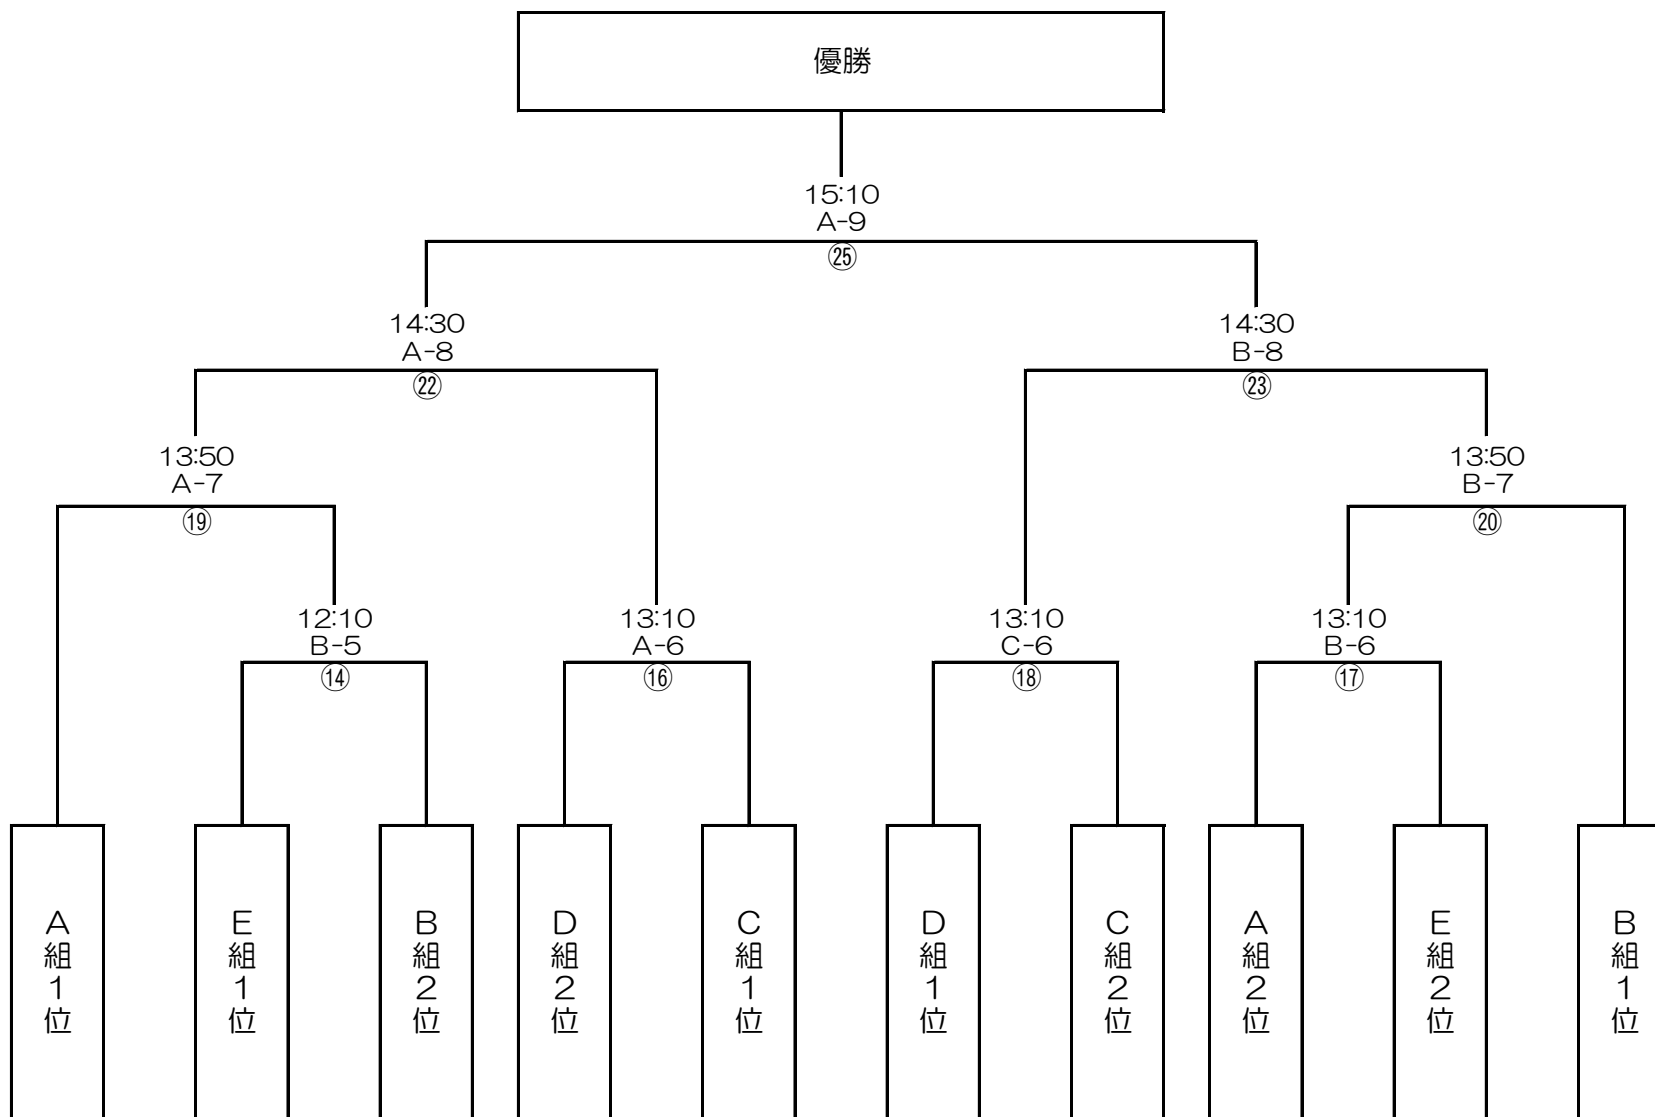 優勝
15:10
A-9
㉕
14:30
A-8
㉒
14:30
B-8
㉓
13:50
A-7
⑲
13:50
B-7
⑳
12:10
B-5
⑭
13:10
A-6
⑯
13:10
C-6
⑱
13:10
B-6
⑰
A組1位
E組1位
B組2位
D組2位
C組1位
D組1位
C組2位
A組2位
E組2位
B組1位